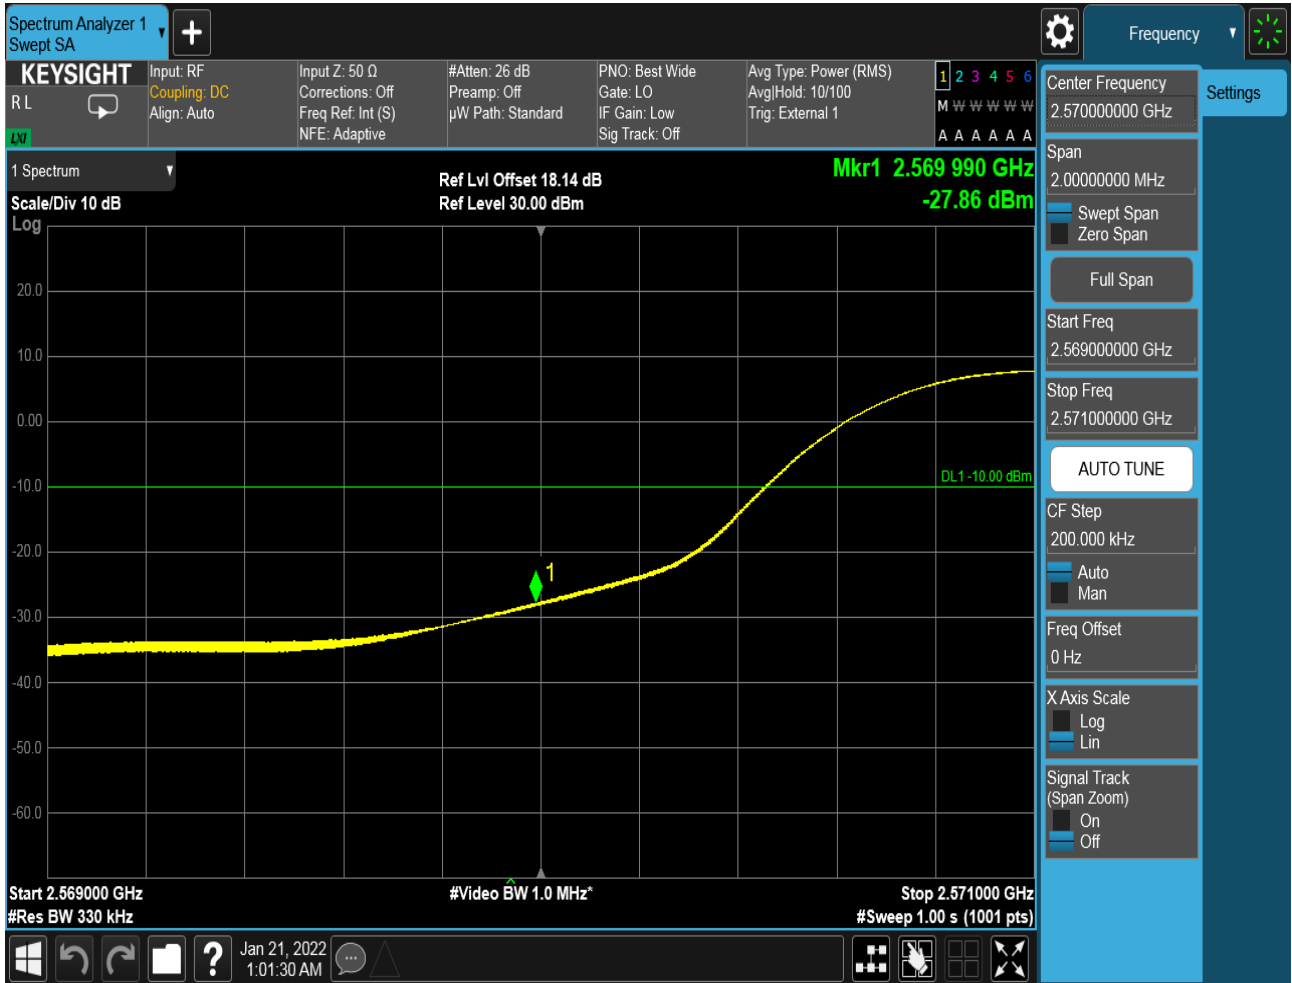 Spectrum Analyzer 1
Swept SA
Frequency
KEYSIGHT
R L
LXI
Input: RF
Coupling: DC
Align: Auto
Input Z: 50 Ω
Corrections: Off
Freq Ref: Int (S)
NFE: Adaptive
#Atten: 26 dB
Preamp: Off
µW Path: Standard
PNO: Best Wide
Gate: LO
IF Gain: Low
Sig Track: Off
Avg Type: Power (RMS)
Avg|Hold: 10/100
Trig: External 1
1 2 3 4 5 6
M W W W W W
A A A A A A
1 Spectrum
Scale/Div 10 dB
Log
Ref Lvl Offset 18.14 dB
Ref Level 30.00 dBm
Mkr1 2.569 990 GHz
-27.86 dBm
20.0
10.0
0.00
-10.0
-20.0
-30.0
-40.0
-50.0
-60.0
DL1 -10.00 dBm
1
Start 2.569000 GHz
#Res BW 330 kHz
#Video BW 1.0 MHz*
Stop 2.571000 GHz
#Sweep 1.00 s (1001 pts)
Jan 21, 2022
1:01:30 AM
Center Frequency
2.570000000 GHz
Settings
Span
2.00000000 MHz
Swept Span
Zero Span
Full Span
Start Freq
2.569000000 GHz
Stop Freq
2.571000000 GHz
AUTO TUNE
CF Step
200.000 kHz
Auto
Man
Freq Offset
0 Hz
X Axis Scale
Log
Lin
Signal Track
(Span Zoom)
On
Off